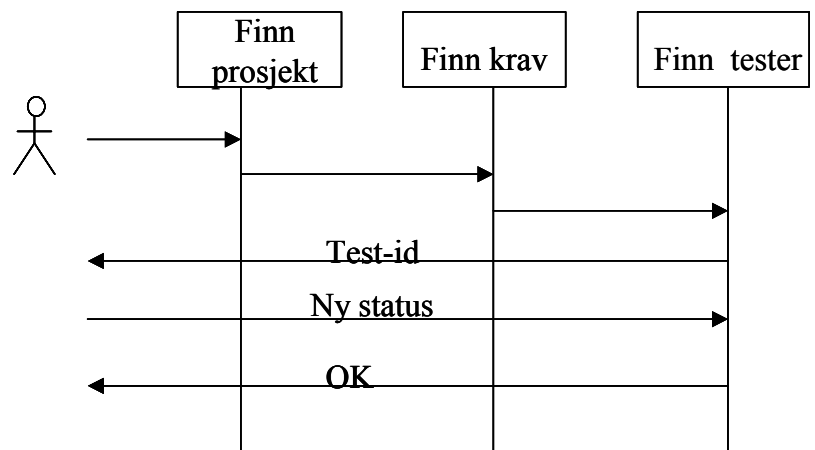 Finn
prosjekt
Finn krav
Finn tester
Test-id
Ny status
OK